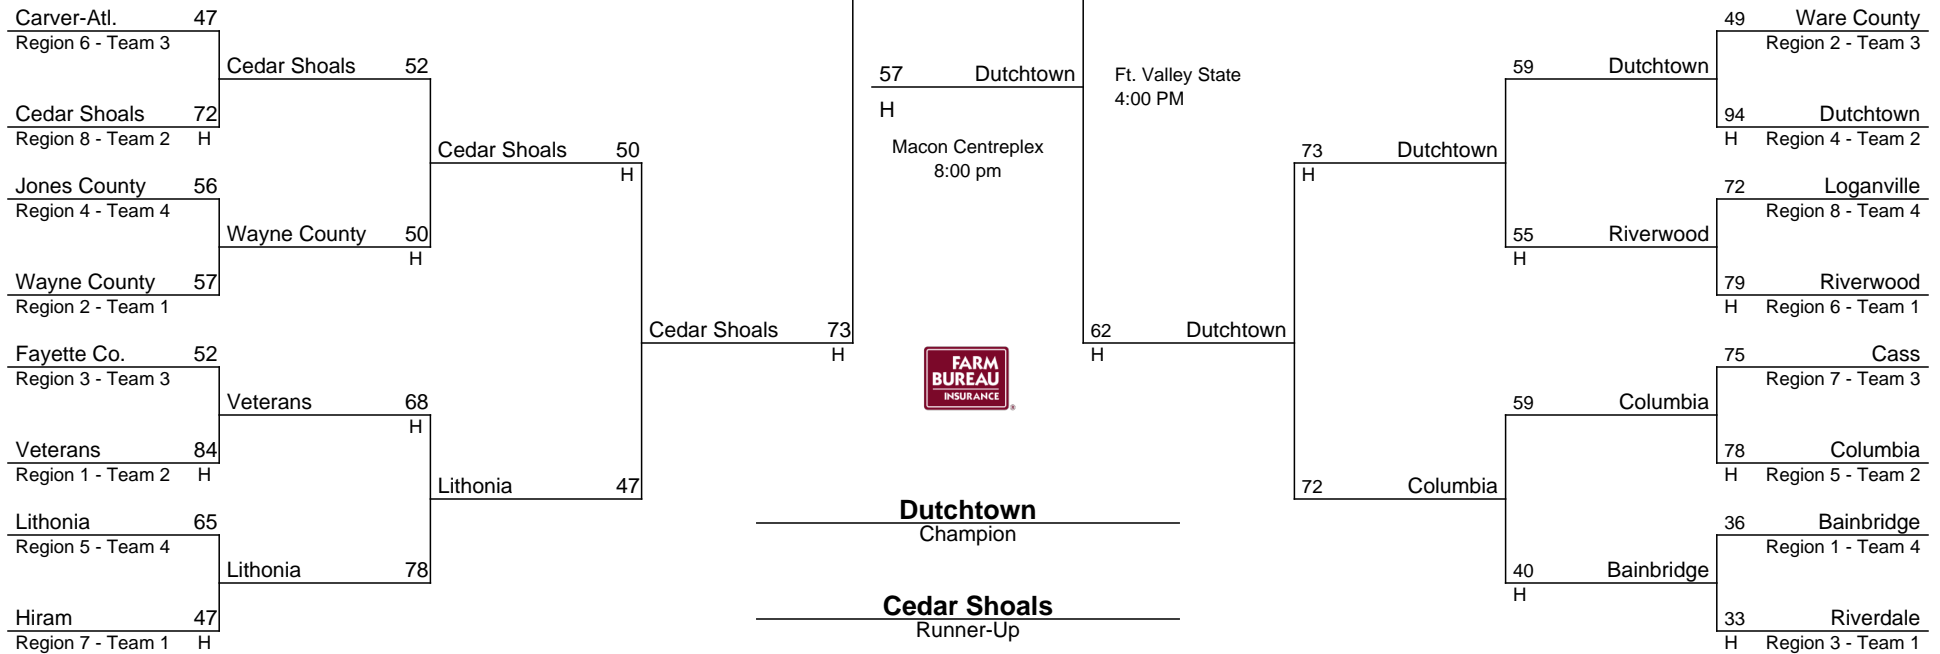 Carver-Atl. 47
Region 6 - Team 3
Cedar Shoals 52
Cedar Shoals 72
Region 8 - Team 2 H
Cedar Shoals 50
H
Jones County 56
Region 4 - Team 4
Wayne County 50
H
Wayne County 57
Region 2 - Team 1
Cedar Shoals 73
H
Fayette Co. 52
Region 3 - Team 3
Veterans 68
H
Veterans 84
Region 1 - Team 2 H
Lithonia 47
Lithonia 65
Region 5 - Team 4
Lithonia 78
Hiram 47
Region 7 - Team 1 H
57 Dutchtown
H
Macon Centreplex
8:00 pm
FARM
BUREAU
INSURANCE
®
Dutchtown
Champion
Cedar Shoals
Runner-Up
Ft. Valley State
4:00 PM
62 Dutchtown
H
73 Dutchtown
H
72 Columbia
59 Dutchtown
55 Riverwood
H
59 Columbia
40 Bainbridge
H
49 Ware County
Region 2 - Team 3
94 Dutchtown
H Region 4 - Team 2
72 Loganville
Region 8 - Team 4
79 Riverwood
H Region 6 - Team 1
75 Cass
Region 7 - Team 3
78 Columbia
H Region 5 - Team 2
36 Bainbridge
Region 1 - Team 4
33 Riverdale
H Region 3 - Team 1